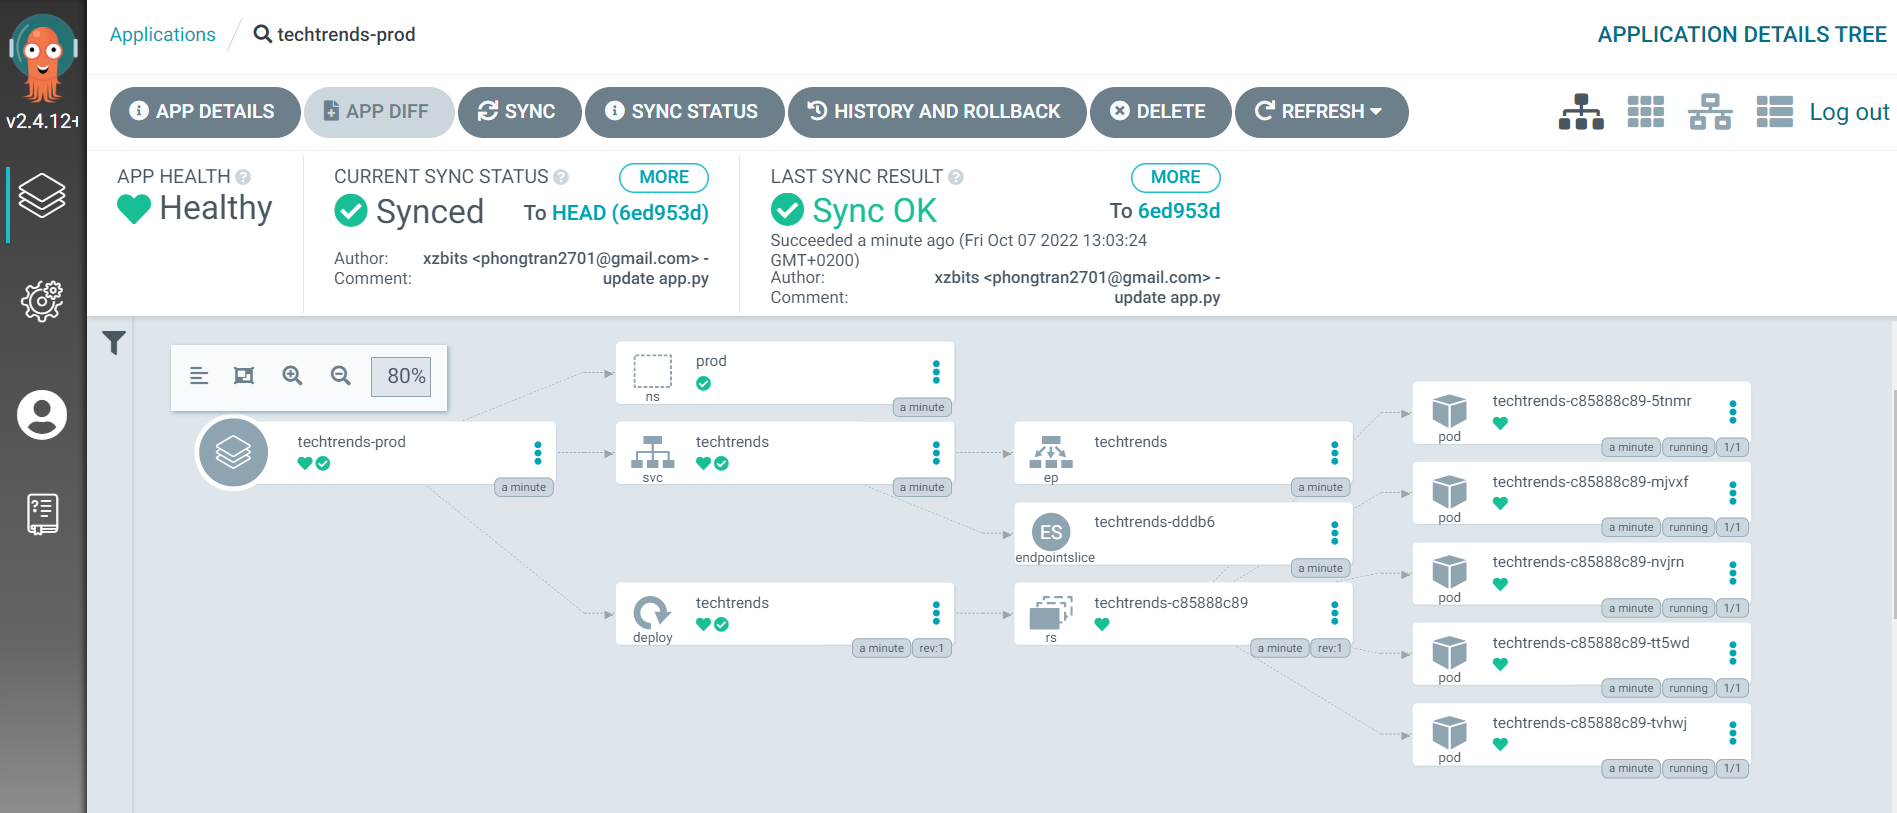 Applications / techtrends-prod
APPLICATION DETAILS TREE
v2.4.12+
APP DETAILS
APP DIFF
SYNC
SYNC STATUS
HISTORY AND ROLLBACK
DELETE
REFRESH
Log out
APP HEALTH
Healthy
CURRENT SYNC STATUS
MORE
Synced
To HEAD (6ed953d)
Author: xzbits <phongtran2701@gmail.com> -
Comment: update app.py
LAST SYNC RESULT
MORE
Sync OK
To 6ed953d
Succeeded a minute ago (Fri Oct 07 2022 13:03:24
GMT+0200)
Author: xzbits <phongtran2701@gmail.com> -
Comment: update app.py
80%
techtrends-prod
a minute
prod
ns
a minute
techtrends
svc
a minute
techtrends
deploy
a minute rev:1
techtrends
ep
a minute
ES
techtrends-dddb6
endpointslice
a minute
techtrends-c85888c89
rs
a minute rev:1
techtrends-c85888c89-5tnmr
pod
a minute running 1/1
techtrends-c85888c89-mjvxf
pod
a minute running 1/1
techtrends-c85888c89-nvjrn
pod
a minute running 1/1
techtrends-c85888c89-tt5wd
pod
a minute running 1/1
techtrends-c85888c89-tvhwj
pod
a minute running 1/1